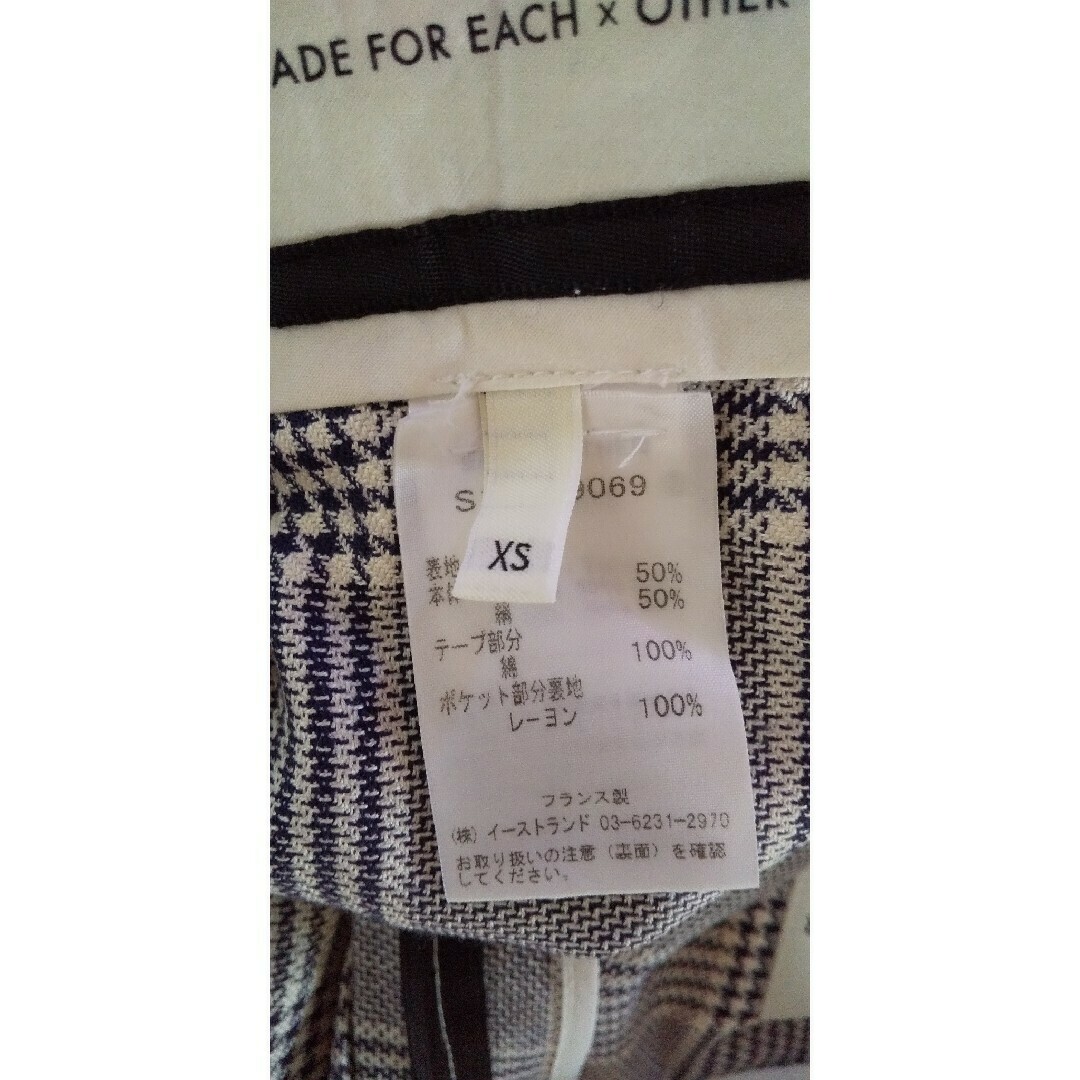 ADE FOR EACH × OTHER
S 9069
XS
表地 50%
本体 50%
綿
テープ部分
綿 100%
ポケット部分裏地
レーヨン 100%
フランス製
(株) イーストランド 03-6231-2970
お取り扱いの注意 (裏面) を確認
してください。